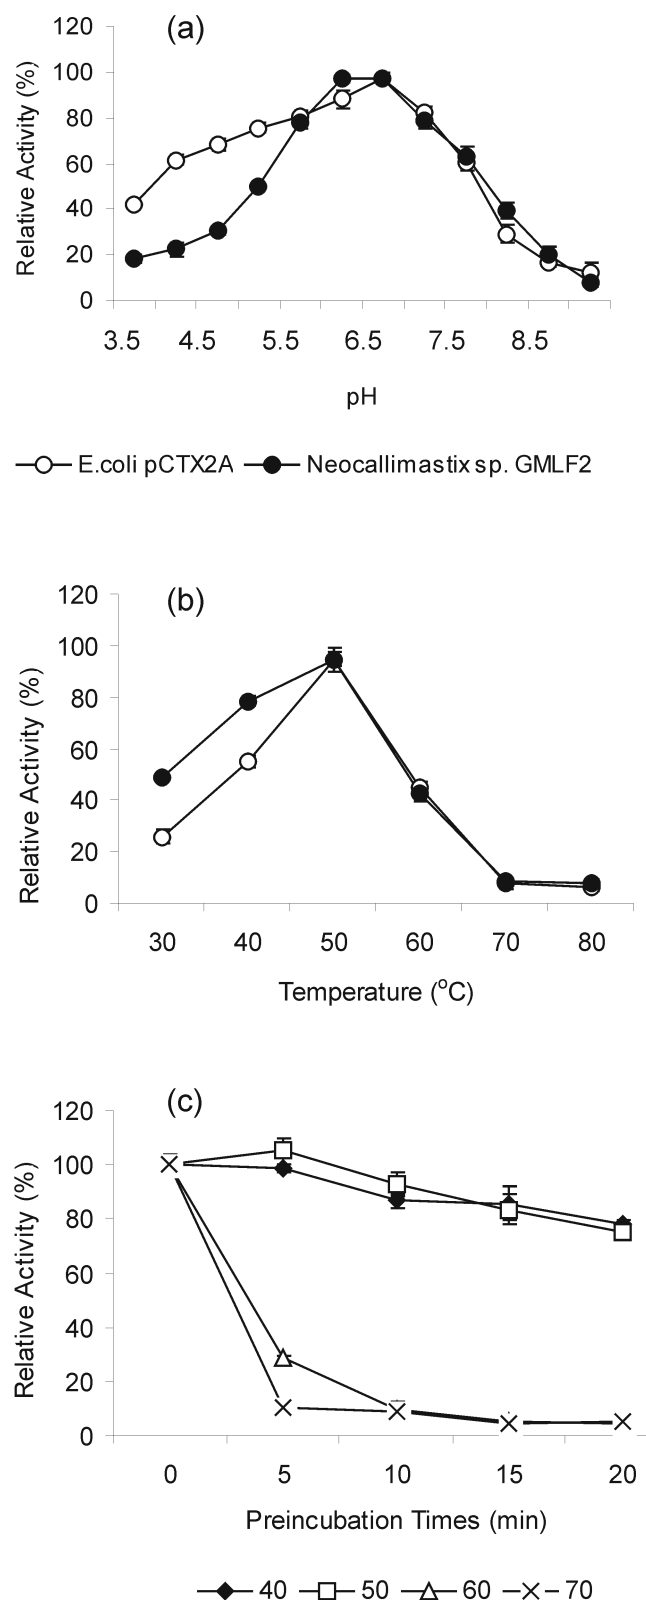 (a)
120
100
80
60
40
20
0
Relative Activity (%)
3.5 4.5 5.5 6.5 7.5 8.5
pH
E.coli pCTX2A Neocallimastix sp. GMLF2
(b)
120
100
80
60
40
20
0
Relative Activity (%)
30 40 50 60 70 80
Temperature (oC)
(c)
120
100
80
60
40
20
0
Relative Activity (%)
0 5 10 15 20
Preincubation Times (min)
40 50 60 70